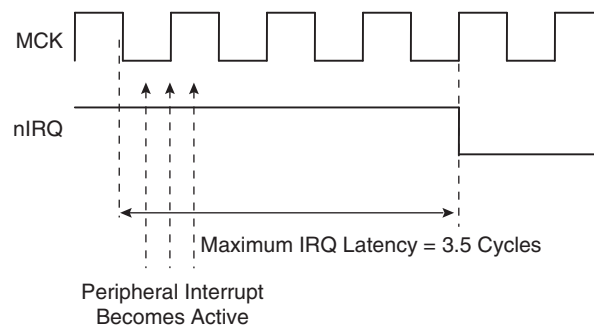 MCK
nIRQ
Maximum IRQ Latency = 3.5 Cycles
Peripheral Interrupt
Becomes Active